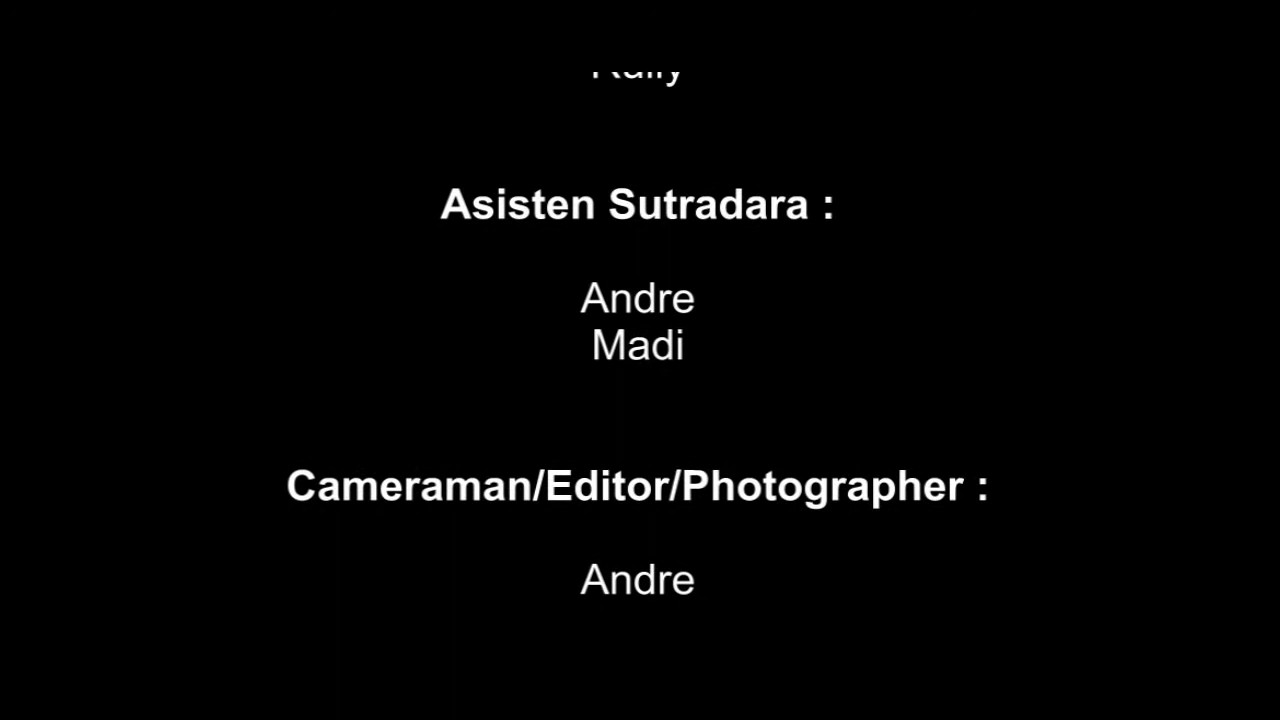 Asisten Sutradara :
Andre
Madi
Cameraman/Editor/Photographer :
Andre